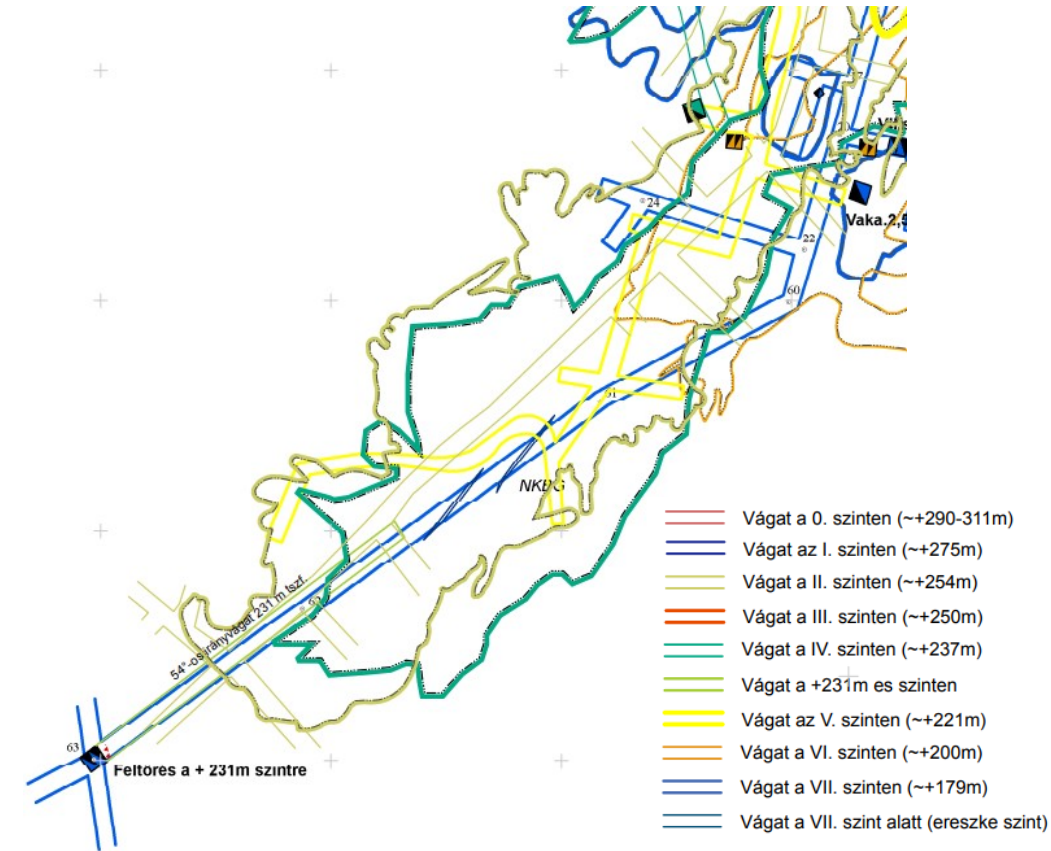 24
Vaka.2,5
22
60
61
NKBG
54°-os irányvágat 231 m tszf.
63
Feltörés a + 231m szintre
Vágat a 0. szinten (~+290-311m)
Vágat az I. szinten (~+275m)
Vágat a II. szinten (~+254m)
Vágat a III. szinten (~+250m)
Vágat a IV. szinten (~+237m)
Vágat a +231m es szinten
Vágat az V. szinten (~+221m)
Vágat a VI. szinten (~+200m)
Vágat a VII. szinten (~+179m)
Vágat a VII. szint alatt (ereszke szint)